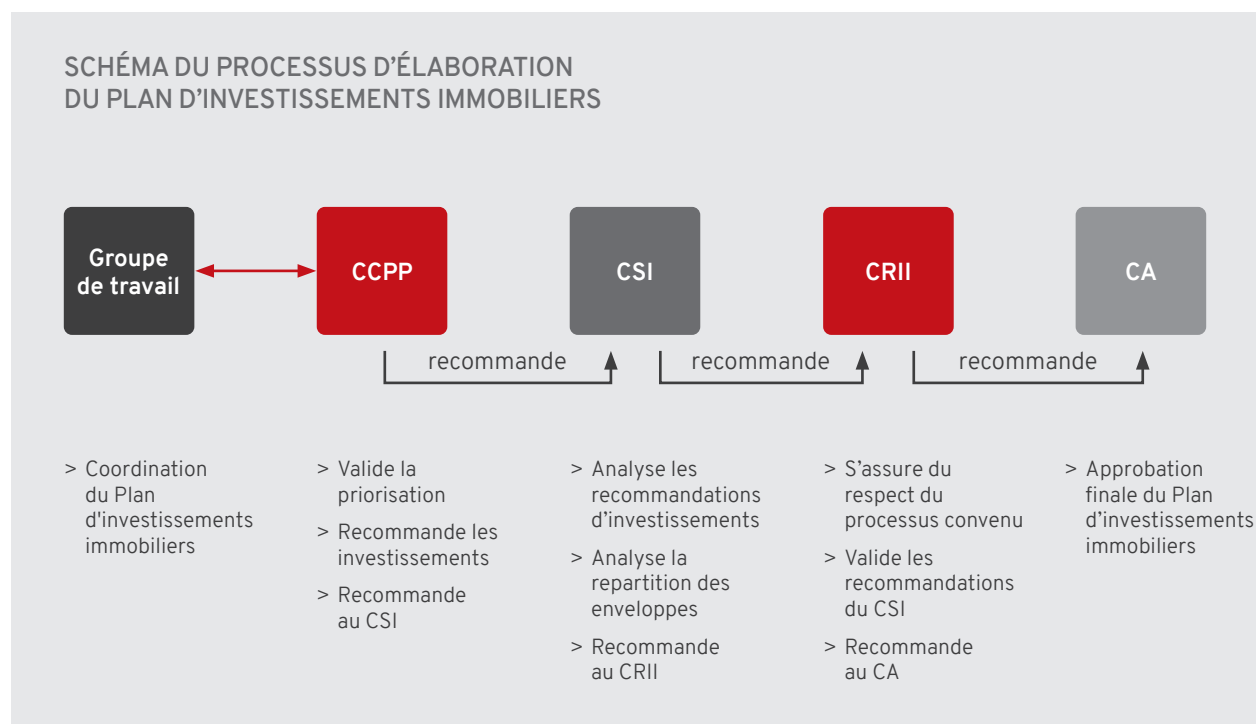 SCHÉMA DU PROCESSUS D'ÉLABORATION
DU PLAN D'INVESTISSEMENTS IMMOBILIERS
Groupe
de travail
CCPP
CSI
CRII
CA
recommande
recommande
recommande
> Coordination
du Plan
d'investissements
immobiliers
> Valide la
priorisation
> Recommande les
investissements
> Recommande
au CSI
> Analyse les
recommandations
d’investissements
> Analyse la
repartition des
enveloppes
> Recommande
au CRII
> S’assure du
respect du
processus convenu
> Valide les
recommandations
du CSI
> Recommande
au CA
> Approbation
finale du Plan
d’investissements
immobiliers